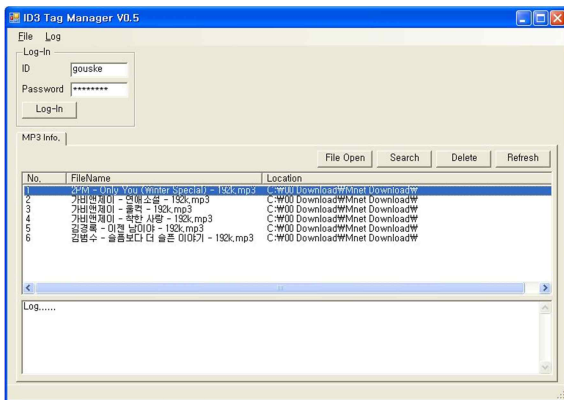 ID3 Tag Manager V0.5
File Log
Log-In
ID gouske
Password ********
Log-In
MP3 Info.
File Open Search Delete Refresh
No. FileName Location
1 2PM - Only You (Winter Special) - 192k.mp3 C:₩00 Download₩Mnet Download₩
2 가비앤제이 - 연애소설 - 192k.mp3 C:₩00 Download₩Mnet Download₩
3 가비앤제이 - 울컥 - 192k.mp3 C:₩00 Download₩Mnet Download₩
4 가비앤제이 - 착한 사랑 - 192k.mp3 C:₩00 Download₩Mnet Download₩
5 김경록 - 이젠 남이야 - 192k.mp3 C:₩00 Download₩Mnet Download₩
6 김범수 - 슬픔보다 더 슬픈 이야기 - 192k.mp3 C:₩00 Download₩Mnet Download₩
Log......